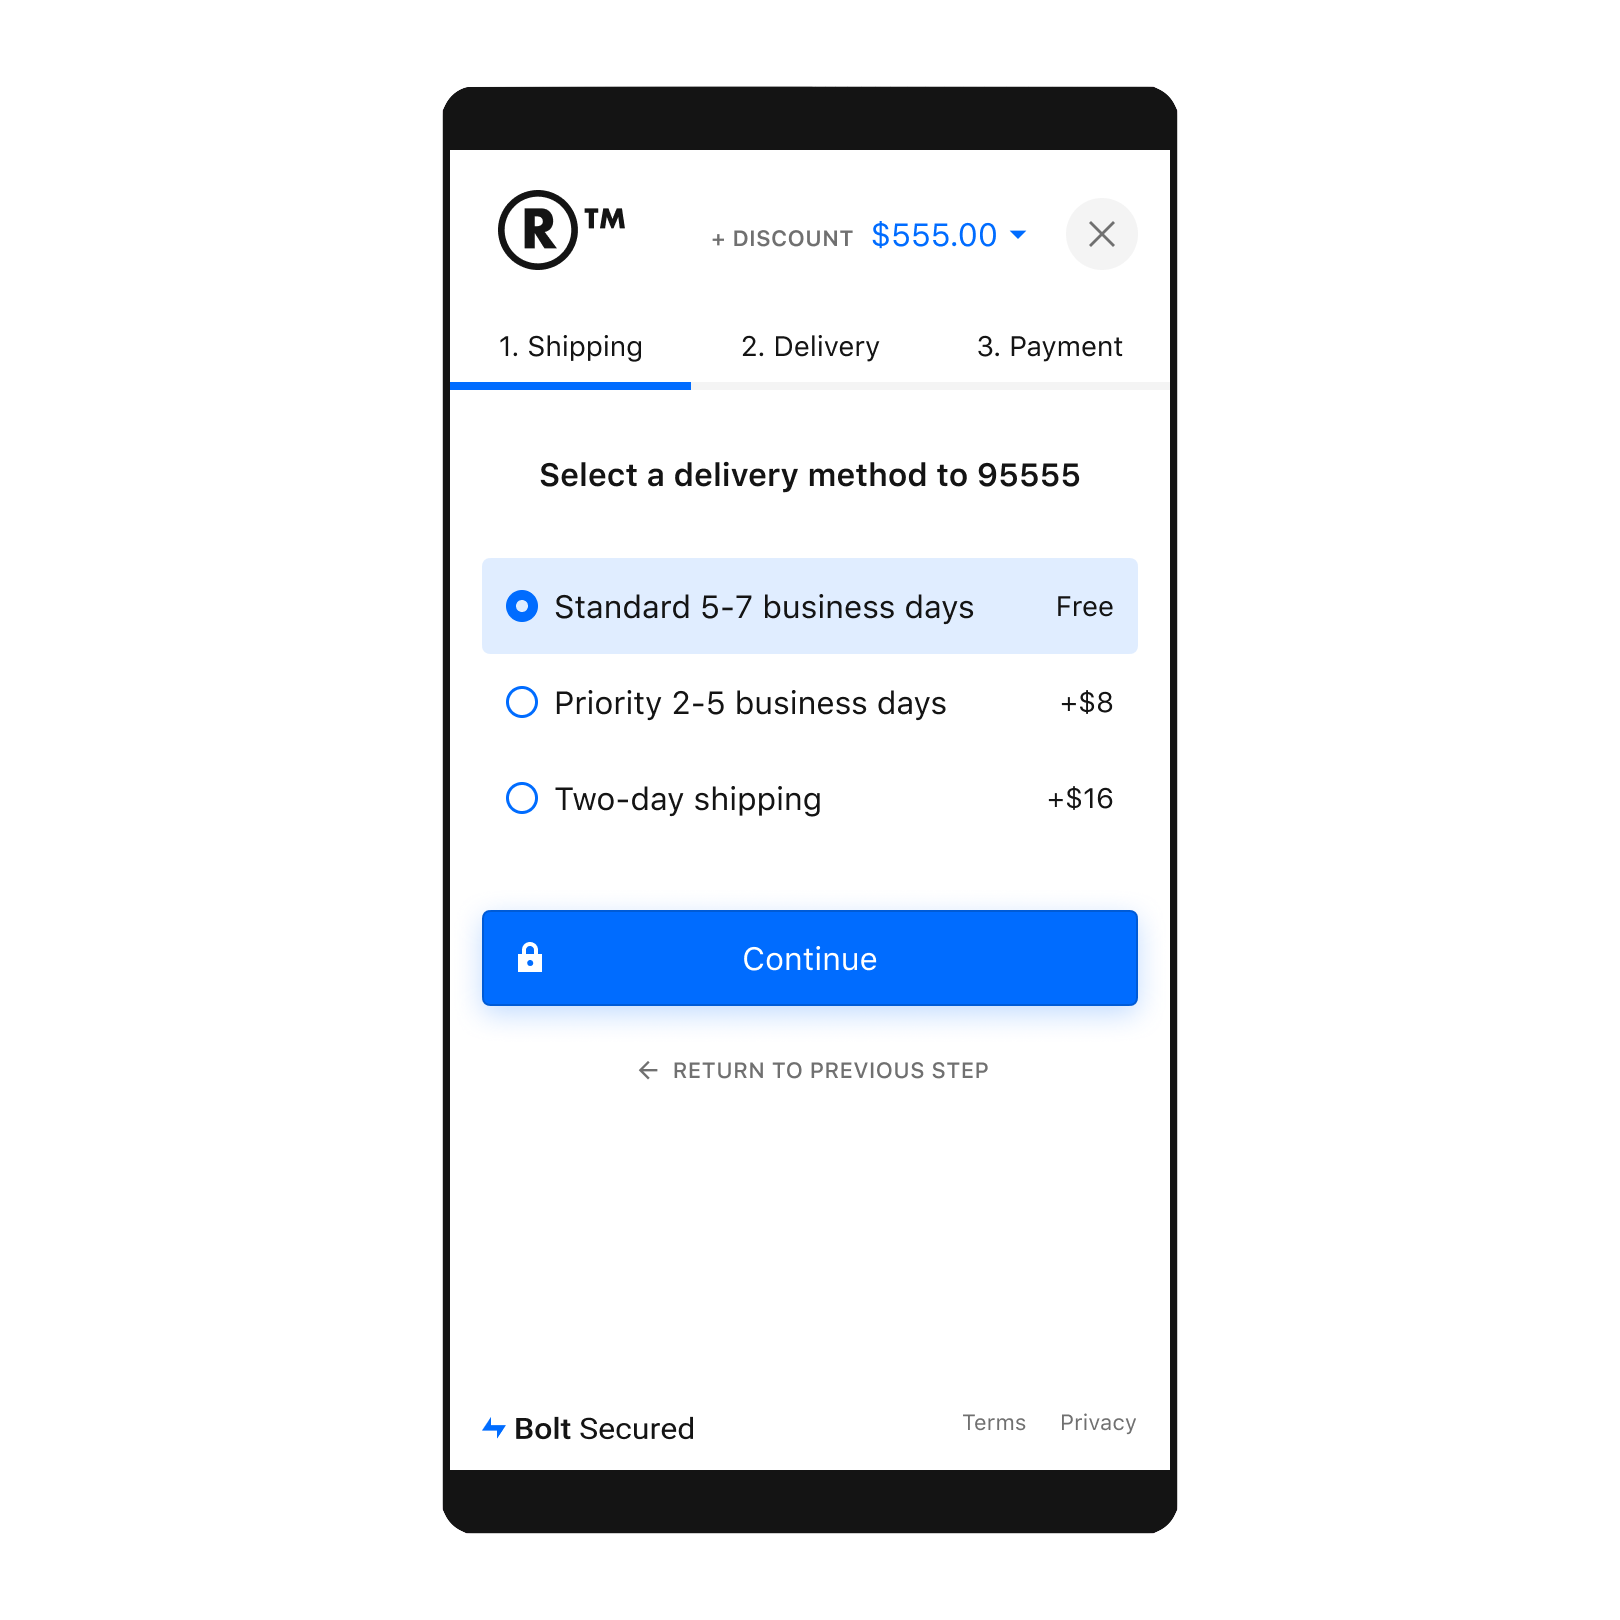 ®™
+ DISCOUNT $555.00
1. Shipping 2. Delivery 3. Payment
Select a delivery method to 95555
Standard 5-7 business days Free
Priority 2-5 business days +$8
Two-day shipping +$16
Continue
← RETURN TO PREVIOUS STEP
Bolt Secured Terms Privacy